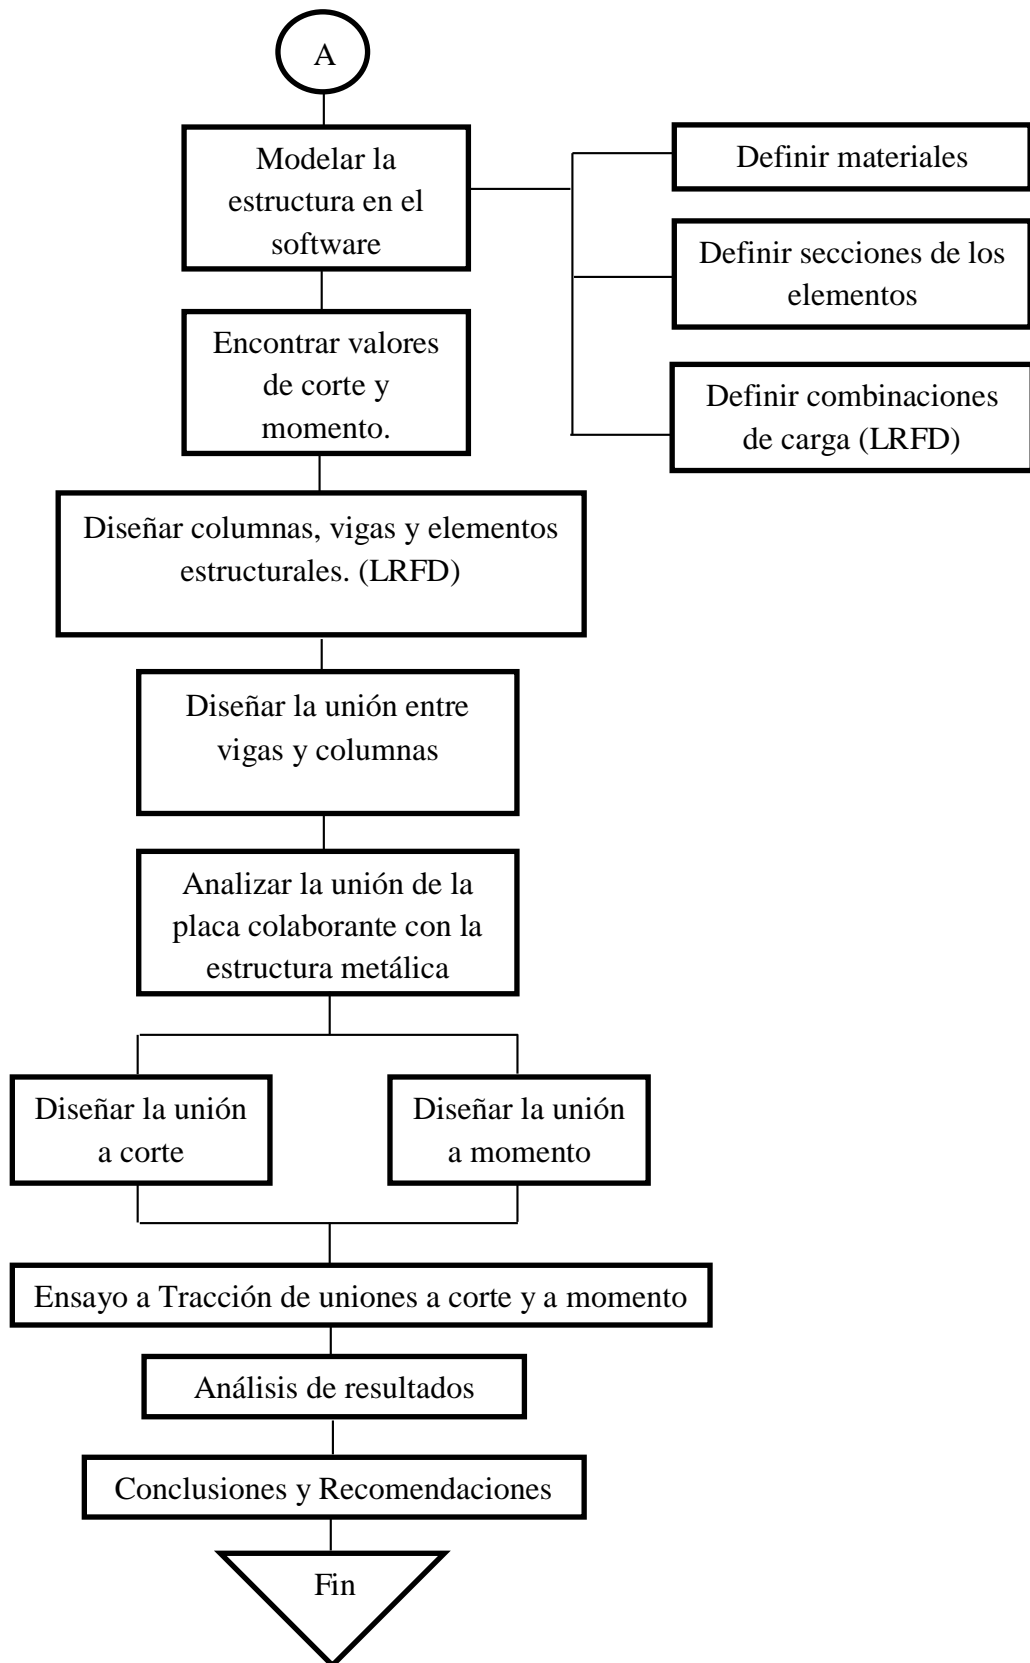 A
Modelar la
estructura en el
software
Definir materiales
Definir secciones de los
elementos
Definir combinaciones
de carga (LRFD)
Encontrar valores
de corte y
momento.
Diseñar columnas, vigas y elementos
estructurales. (LRFD)
Diseñar la unión entre
vigas y columnas
Analizar la unión de la
placa colaborante con la
estructura metálica
Diseñar la unión
a corte
Diseñar la unión
a momento
Ensayo a Tracción de uniones a corte y a momento
Análisis de resultados
Conclusiones y Recomendaciones
Fin